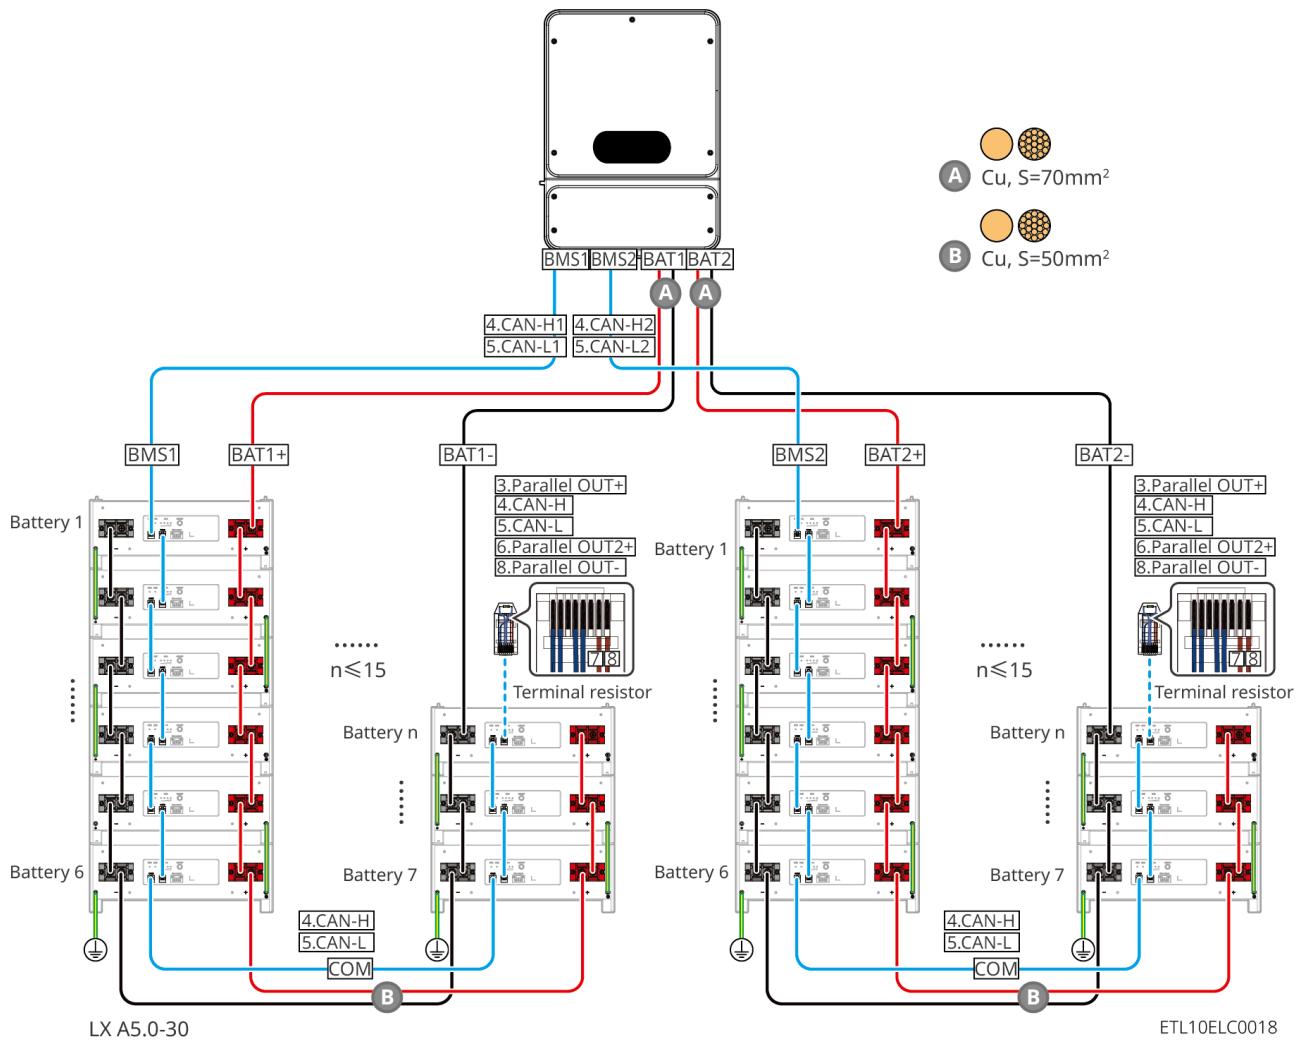 A Cu, S=70mm²
B Cu, S=50mm²
BMS1 BMS2 BAT1 BAT2
A A
4.CAN-H1 4.CAN-H2
5.CAN-L1 5.CAN-L2
BMS1 BAT1+ BAT1- BMS2 BAT2+ BAT2-
3.Parallel OUT+
4.CAN-H
5.CAN-L
6.Parallel OUT2+
8.Parallel OUT-
7 8
Terminal resistor
3.Parallel OUT+
4.CAN-H
5.CAN-L
6.Parallel OUT2+
8.Parallel OUT-
7 8
Terminal resistor
Battery 1
......
n≤15
Battery n
Battery 6
Battery 7
Battery 1
......
n≤15
Battery n
Battery 6
Battery 7
4.CAN-H
5.CAN-L
COM
B
4.CAN-H
5.CAN-L
COM
B
LX A5.0-30
ETL10ELC0018